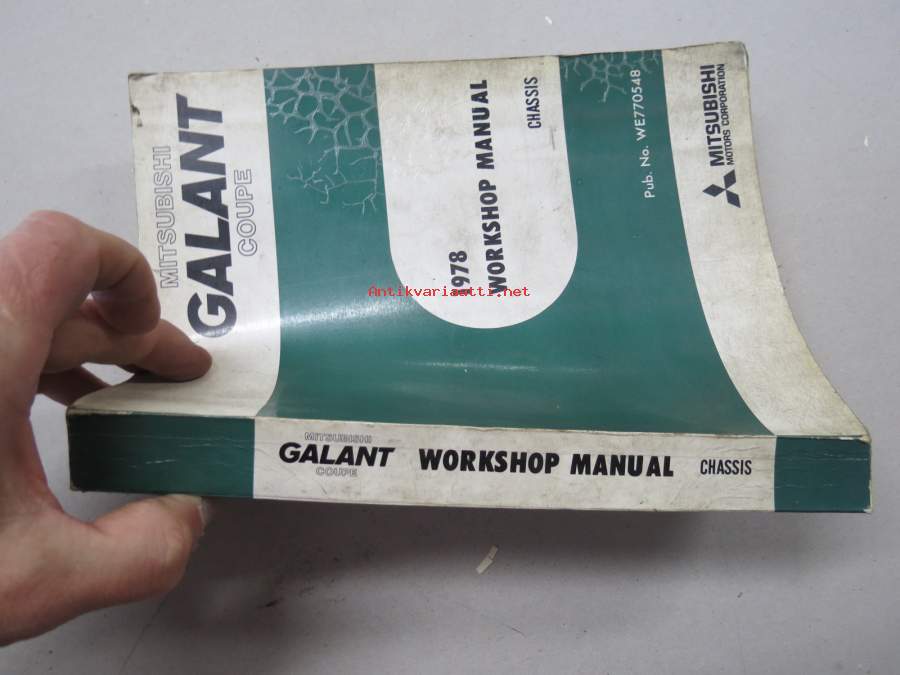 MITSUBISHI
GALANT
COUPE
1978
WORKSHOP MANUAL
CHASSIS
Pub. No. WE770548
MITSUBISHI
MOTORS CORPORATION
Antikvariaatti.net
MITSUBISHI
GALANT
COUPE
WORKSHOP MANUAL
CHASSIS